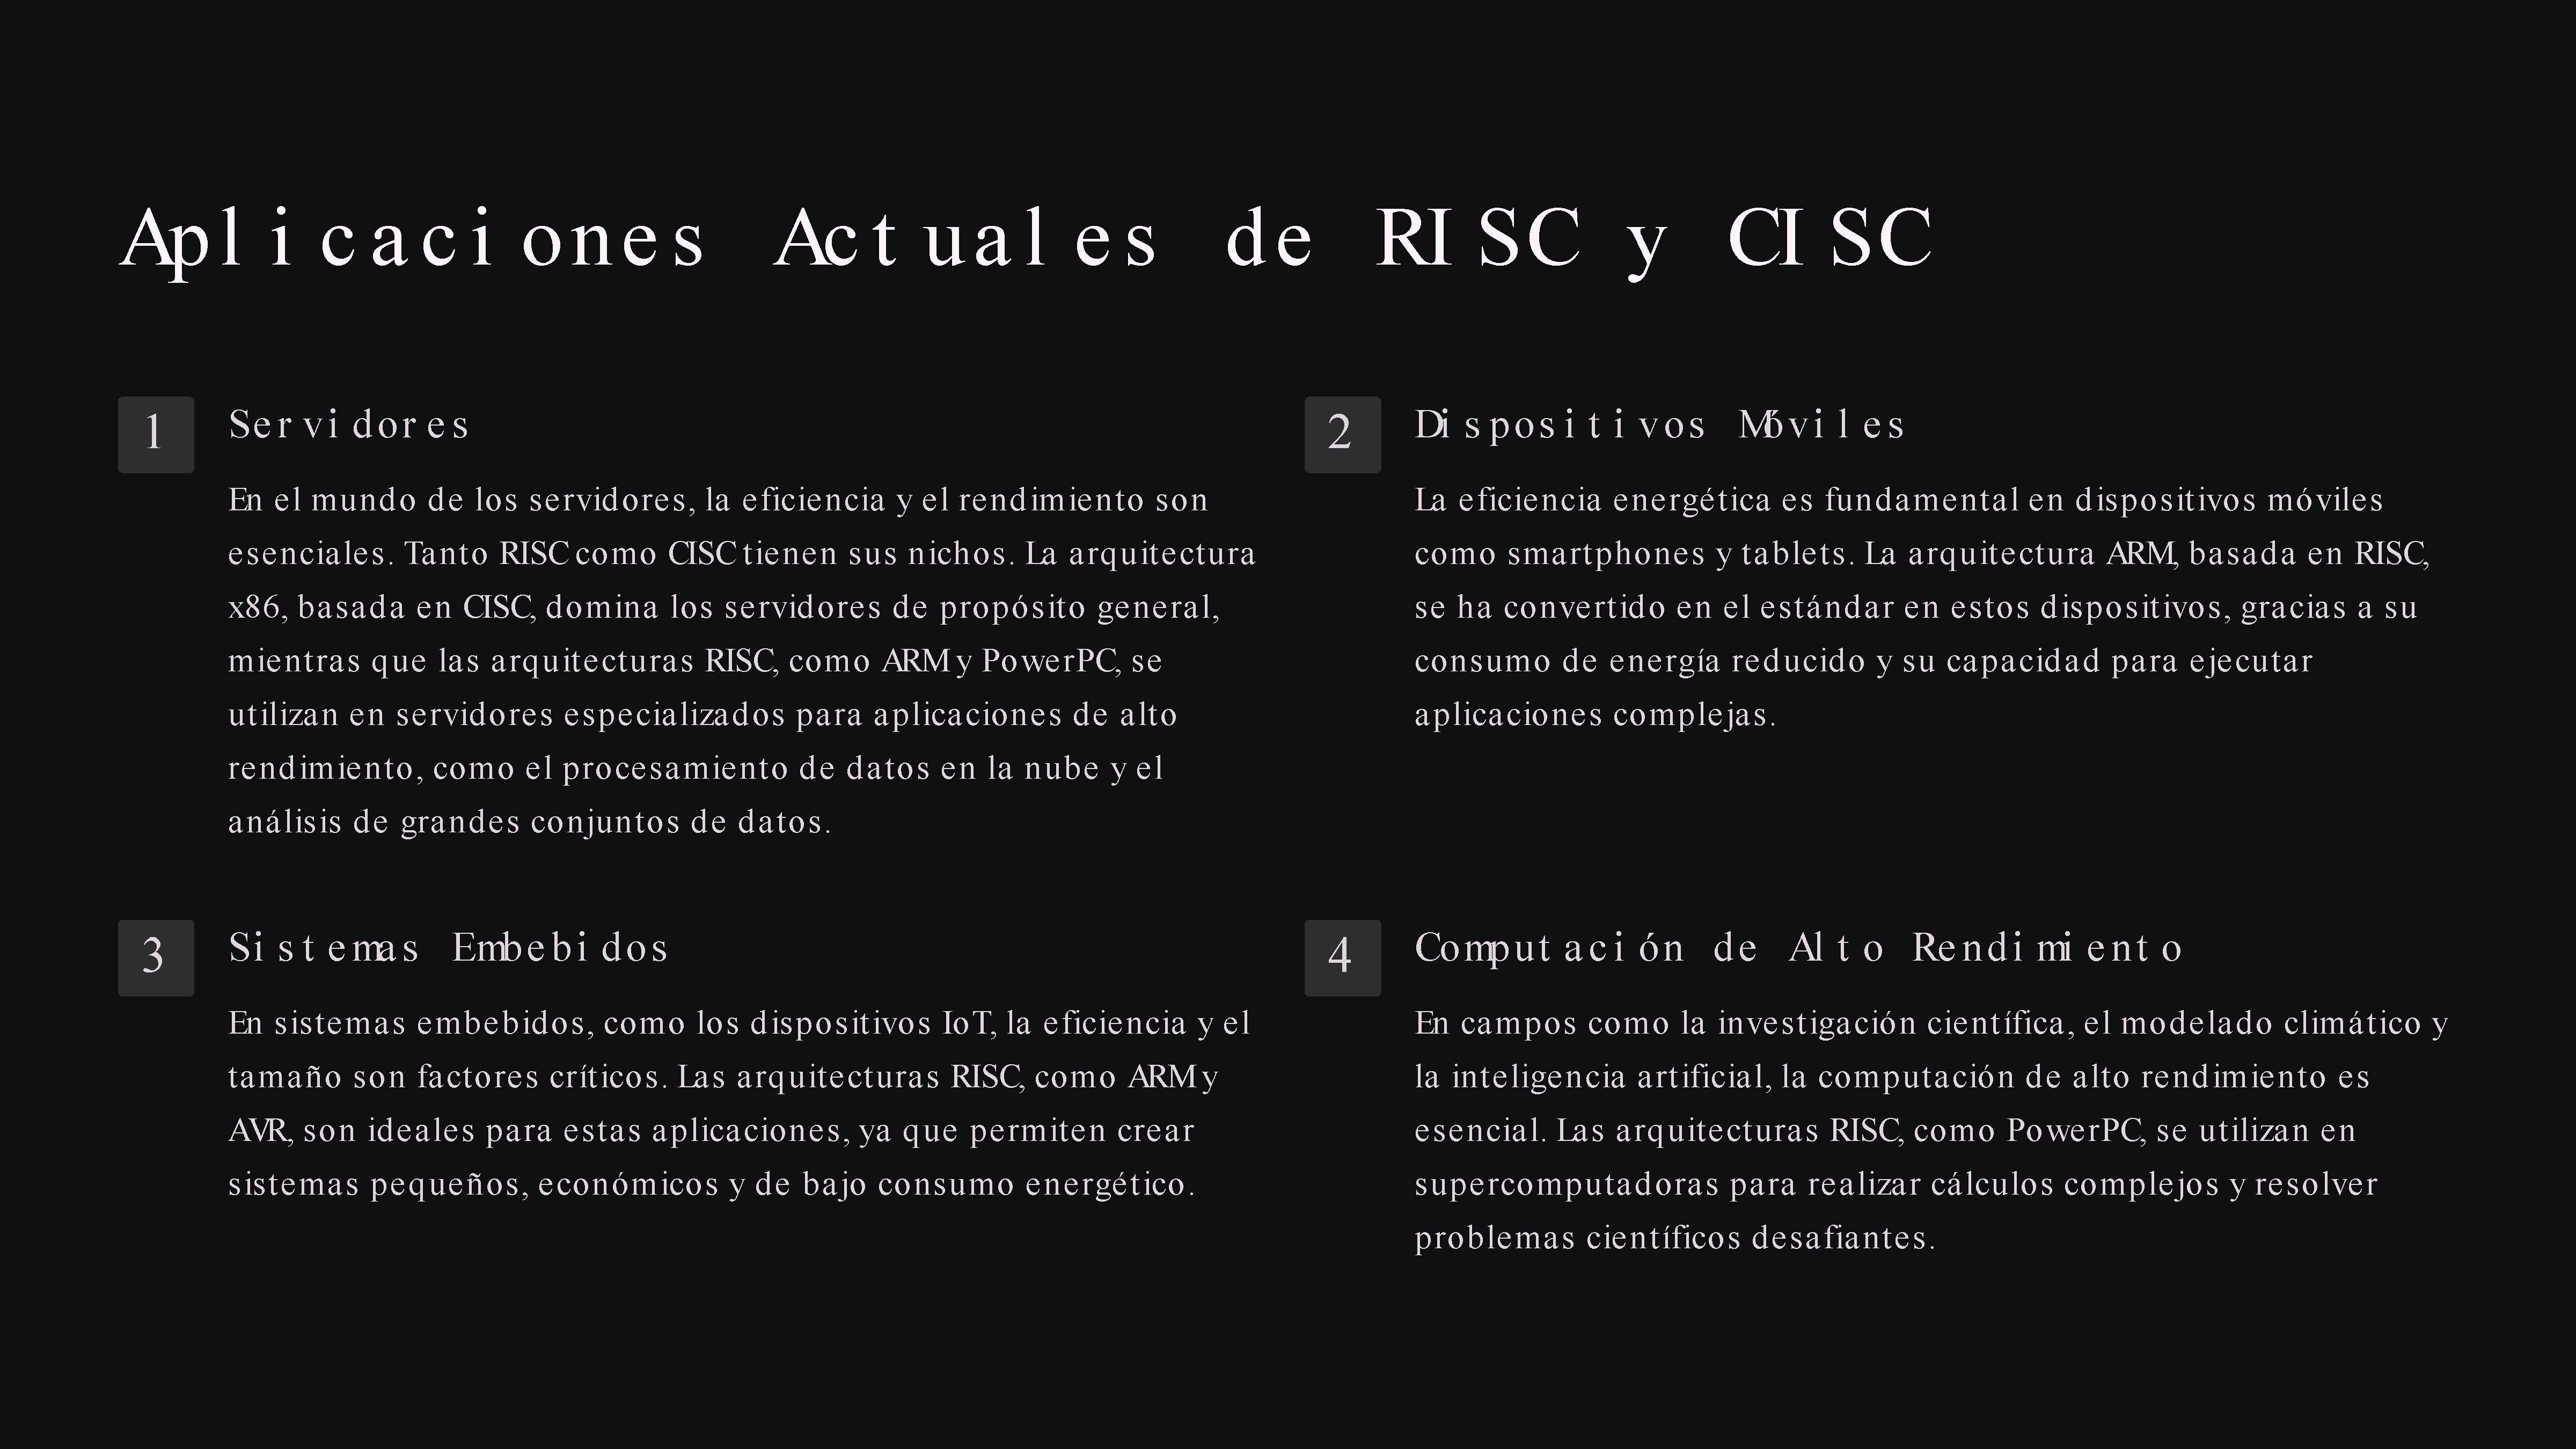 Aplicaciones Actuales de RISC y CISC
1
Servidores
En el mundo de los servidores, la eficiencia y el rendimiento son
esenciales. Tanto RISC como CISC tienen sus nichos. La arquitectura
x86, basada en CISC, domina los servidores de propósito general,
mientras que las arquitecturas RISC, como ARM y PowerPC, se
utilizan en servidores especializados para aplicaciones de alto
rendimiento, como el procesamiento de datos en la nube y el
análisis de grandes conjuntos de datos.
2
Dispositivos Móviles
La eficiencia energética es fundamental en dispositivos móviles
como smartphones y tablets. La arquitectura ARM, basada en RISC,
se ha convertido en el estándar en estos dispositivos, gracias a su
consumo de energía reducido y su capacidad para ejecutar
aplicaciones complejas.
3
Sistemas Embebidos
En sistemas embebidos, como los dispositivos IoT, la eficiencia y el
tamaño son factores críticos. Las arquitecturas RISC, como ARM y
AVR, son ideales para estas aplicaciones, ya que permiten crear
sistemas pequeños, económicos y de bajo consumo energético.
4
Computación de Alto Rendimiento
En campos como la investigación científica, el modelado climático y
la inteligencia artificial, la computación de alto rendimiento es
esencial. Las arquitecturas RISC, como PowerPC, se utilizan en
supercomputadoras para realizar cálculos complejos y resolver
problemas científicos desafiantes.